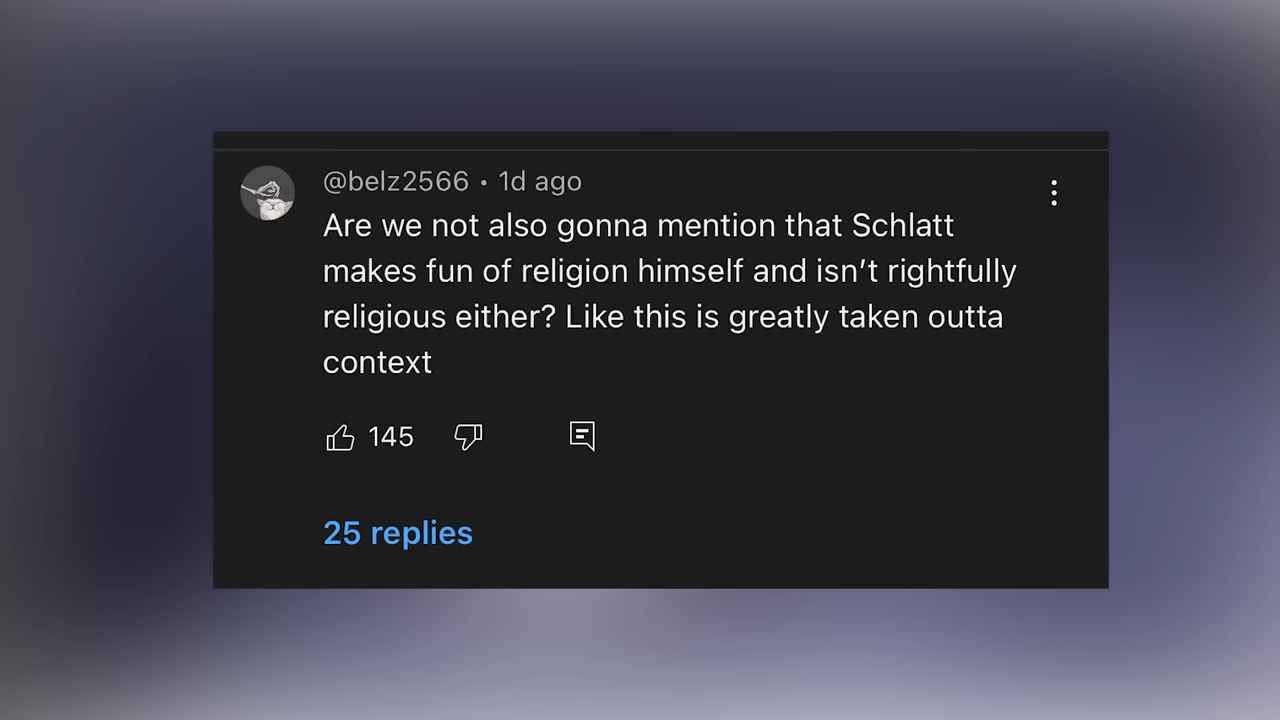 @belz2566 • 1d ago
Are we not also gonna mention that Schlatt
makes fun of religion himself and isn’t rightfully
religious either? Like this is greatly taken outta
context
145
25 replies